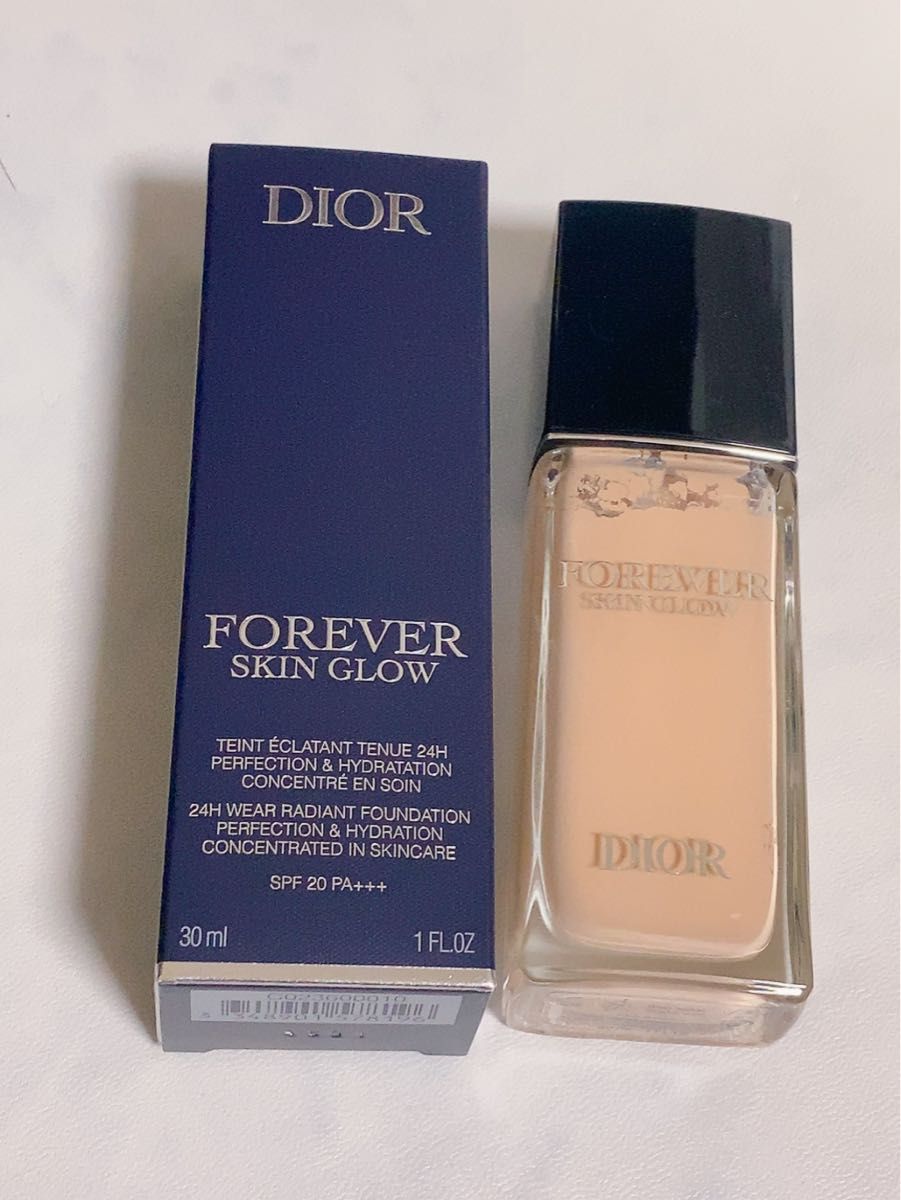 DIOR
FOREVER
SKIN GLOW
TEINT ÉCLATANT TENUE 24H
PERFECTION & HYDRATATION
CONCENTRÉ EN SOIN
24H WEAR RADIANT FOUNDATION
PERFECTION & HYDRATION
CONCENTRATED IN SKINCARE
SPF 20 PA+++
30 ml 1 FL.OZ
FOREVER
SKIN GLOW
DIOR